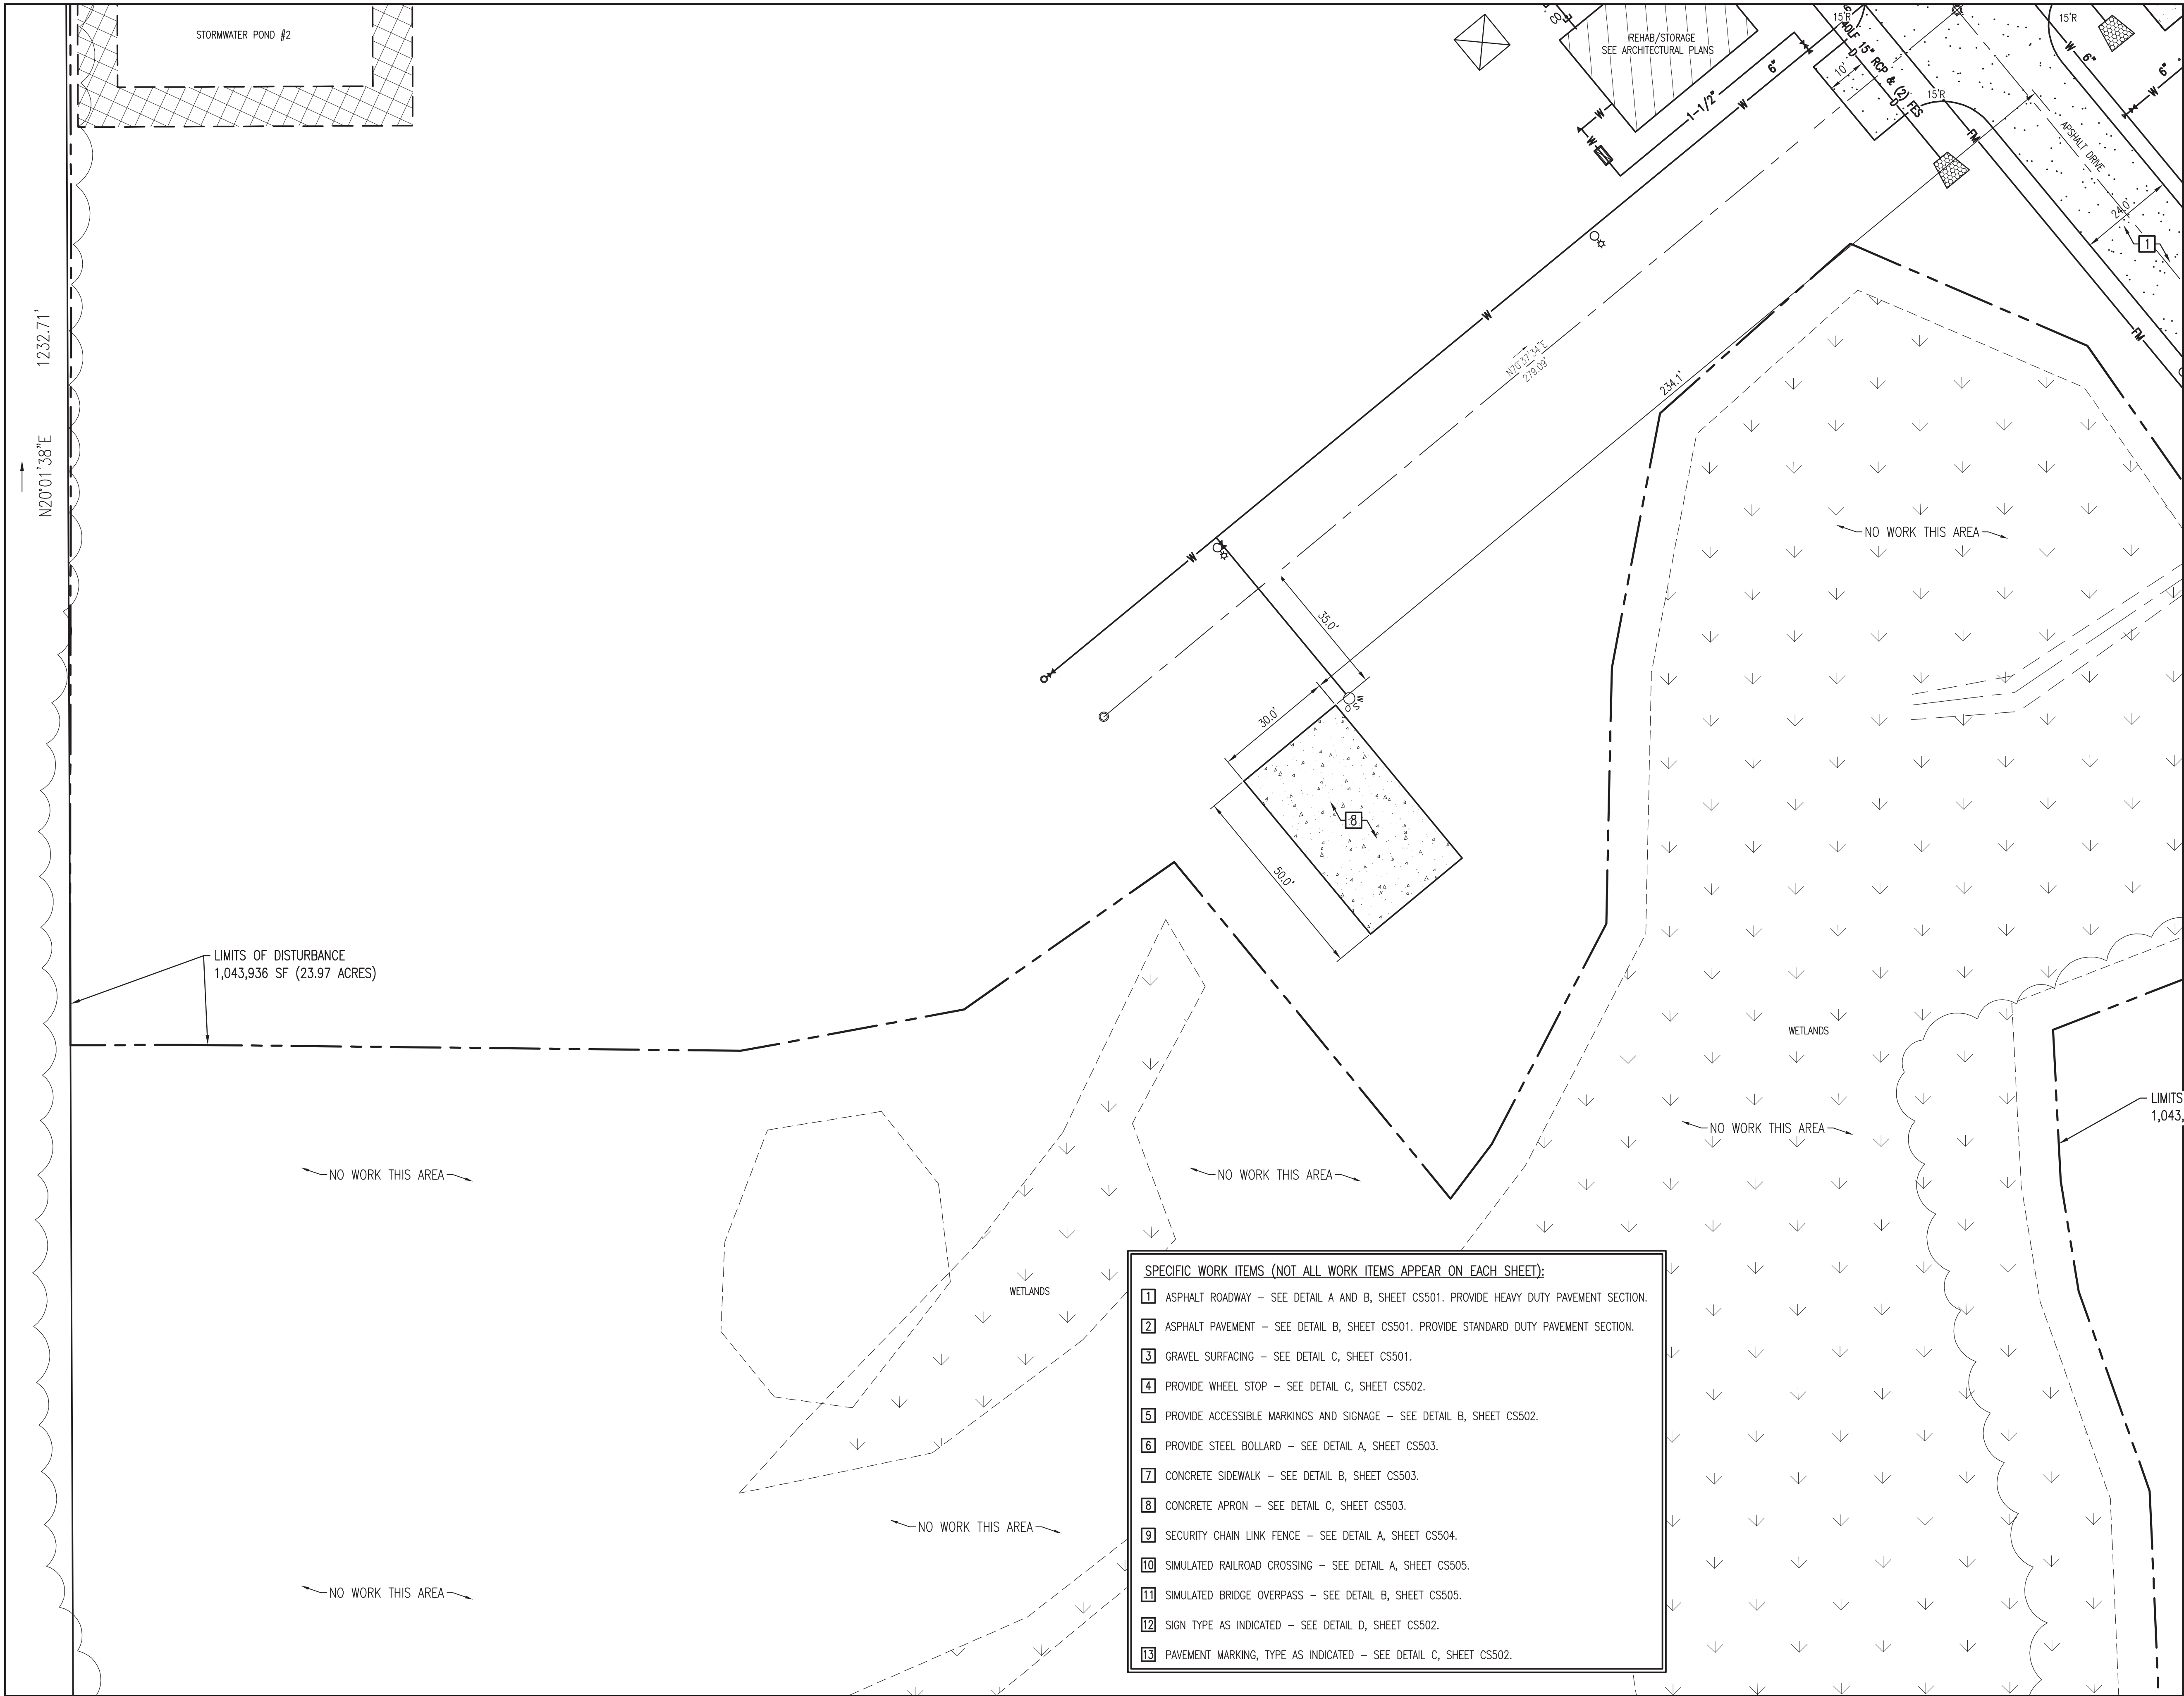 STORMWATER POND #2
REHAB/STORAGE
SEE ARCHITECTURAL PLANS
CO
15'R
40LF 15" RCP & (2) FES
D
D
10'
15'R
15'R
W
6"
6"
W
6"
W
1-1/2"
W
W
FM
APSHALT DRIVE
24.0'
1
FM
1232.71'
N20°01'38"E
W
N70°37'34"E
279.09'
234.1'
W
35.0'
W
S
O
30.0'
8
50.0'
NO WORK THIS AREA
LIMITS OF DISTURBANCE
1,043,936 SF (23.97 ACRES)
WETLANDS
LIMITS
1,043,
NO WORK THIS AREA
NO WORK THIS AREA
NO WORK THIS AREA
WETLANDS
NO WORK THIS AREA
NO WORK THIS AREA
SPECIFIC WORK ITEMS (NOT ALL WORK ITEMS APPEAR ON EACH SHEET):
1 ASPHALT ROADWAY – SEE DETAIL A AND B, SHEET CS501. PROVIDE HEAVY DUTY PAVEMENT SECTION.
2 ASPHALT PAVEMENT – SEE DETAIL B, SHEET CS501. PROVIDE STANDARD DUTY PAVEMENT SECTION.
3 GRAVEL SURFACING – SEE DETAIL C, SHEET CS501.
4 PROVIDE WHEEL STOP – SEE DETAIL C, SHEET CS502.
5 PROVIDE ACCESSIBLE MARKINGS AND SIGNAGE – SEE DETAIL B, SHEET CS502.
6 PROVIDE STEEL BOLLARD – SEE DETAIL A, SHEET CS503.
7 CONCRETE SIDEWALK – SEE DETAIL B, SHEET CS503.
8 CONCRETE APRON – SEE DETAIL C, SHEET CS503.
9 SECURITY CHAIN LINK FENCE – SEE DETAIL A, SHEET CS504.
10 SIMULATED RAILROAD CROSSING – SEE DETAIL A, SHEET CS505.
11 SIMULATED BRIDGE OVERPASS – SEE DETAIL B, SHEET CS505.
12 SIGN TYPE AS INDICATED – SEE DETAIL D, SHEET CS502.
13 PAVEMENT MARKING, TYPE AS INDICATED – SEE DETAIL C, SHEET CS502.